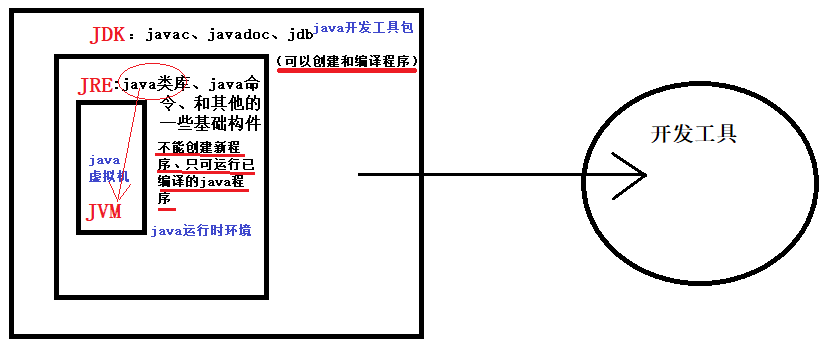 JDK：javac、javadoc、jdb
java开发工具包
(可以创建和编译程序)
JRE:java类库、java命
令、和其他的
一些基础构件
不能创建新程
序、只可运行已
编译的java程
序
java
虚拟机
JVM
java运行时环境
开发工具